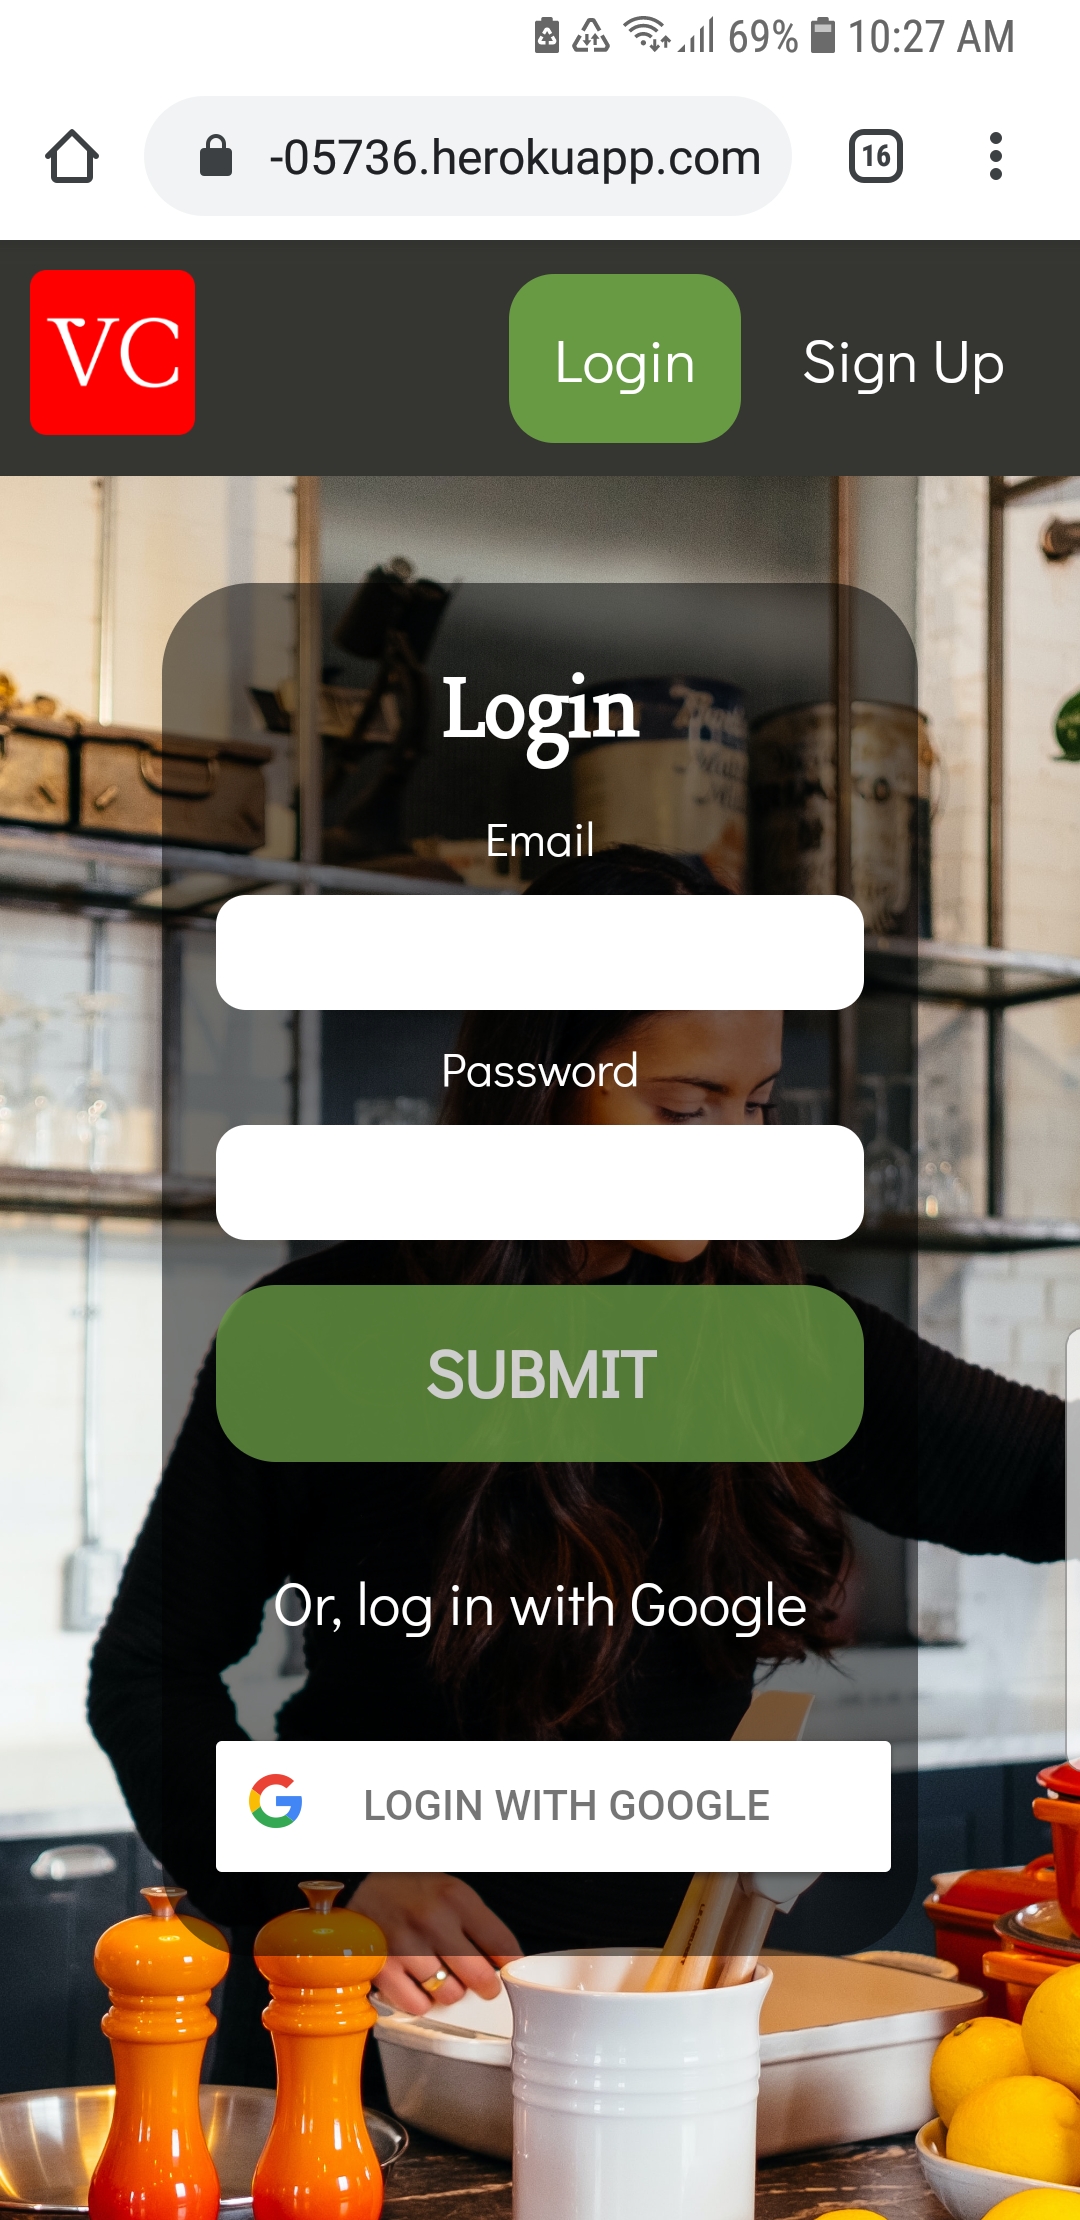 69% 10:27 AM
-05736.herokuapp.com 16
VC Login Sign Up
Login
Email
Password
SUBMIT
Or, log in with Google
LOGIN WITH GOOGLE